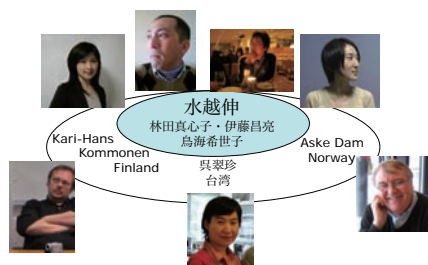 水越伸
林田真心子・伊藤昌亮
鳥海希世子
Kari-Hans
Kommonen
Finland
呉翠珍
台湾
Aske Dam
Norway